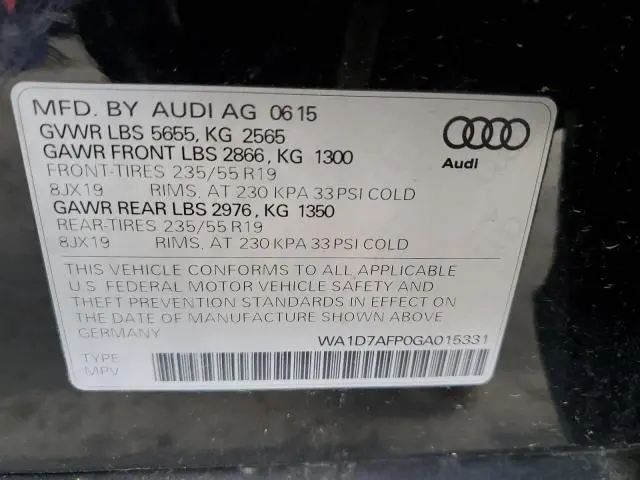 MFD. BY AUDI AG 06 15
GVWR LBS 5655, KG 2565
GAWR FRONT LBS 2866, KG 1300
FRONT-TIRES 235/55 R19
8JX19 RIMS, AT 230 KPA 33 PSI COLD
GAWR REAR LBS 2976, KG 1350
REAR-TIRES 235/55 R19
8JX19 RIMS, AT 230 KPA 33 PSI COLD
Audi
THIS VEHICLE CONFORMS TO ALL APPLICABLE
U.S. FEDERAL MOTOR VEHICLE SAFETY AND
THEFT PREVENTION STANDARDS IN EFFECT ON
THE DATE OF MANUFACTURE SHOWN ABOVE.
GERMANY
WA1D7AFP0GA015331
TYPE
MPV